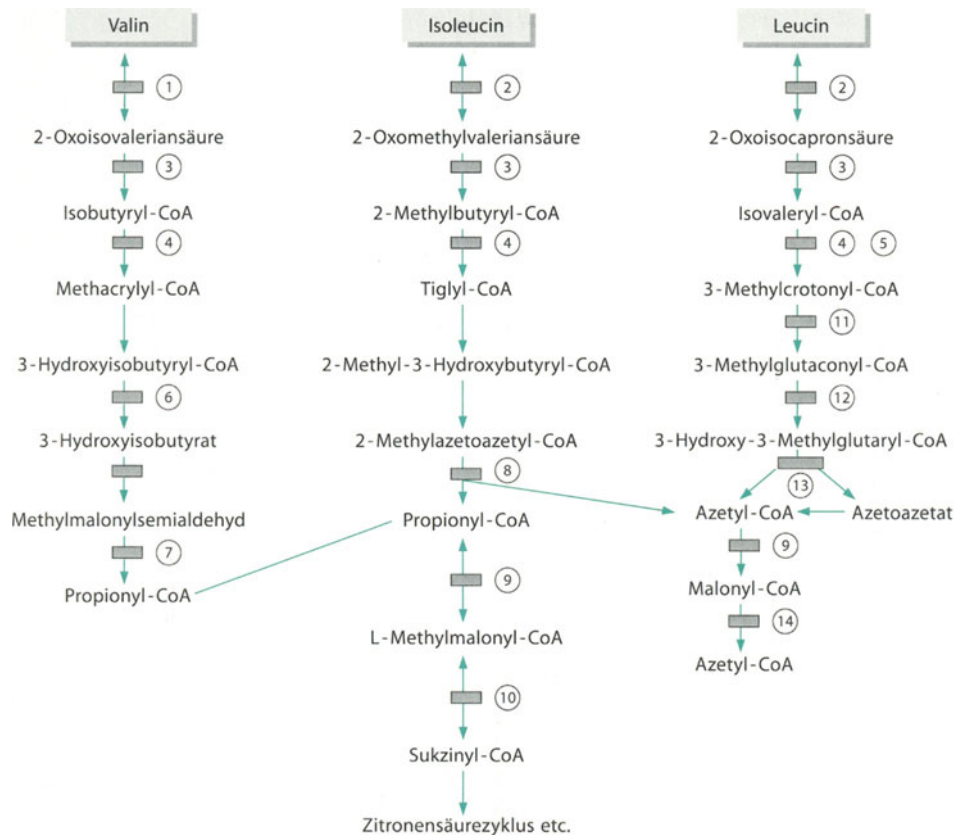 Valin
Isoleucin
Leucin
1
2
2
2-Oxoisovaleriansäure
2-Oxomethylvaleriansäure
2-Oxoisocapronsäure
3
3
3
Isobutyryl-CoA
2-Methylbutyryl-CoA
Isovaleryl-CoA
4
4
4
5
Methacrylyl-CoA
Tiglyl-CoA
3-Methylcrotonyl-CoA
11
3-Hydroxyisobutyryl-CoA
2-Methyl-3-Hydroxybutyryl-CoA
3-Methylglutaconyl-CoA
6
12
3-Hydroxyisobutyrat
2-Methylazetoazetyl-CoA
3-Hydroxy-3-Methylglutaryl-CoA
8
13
Methylmalonylsemialdehyd
Propionyl-CoA
Azetyl-CoA
Azetoazetat
7
9
9
Propionyl-CoA
Malonyl-CoA
14
L-Methylmalonyl-CoA
Azetyl-CoA
10
Sukzinyl-CoA
Zitronensäurezyklus etc.